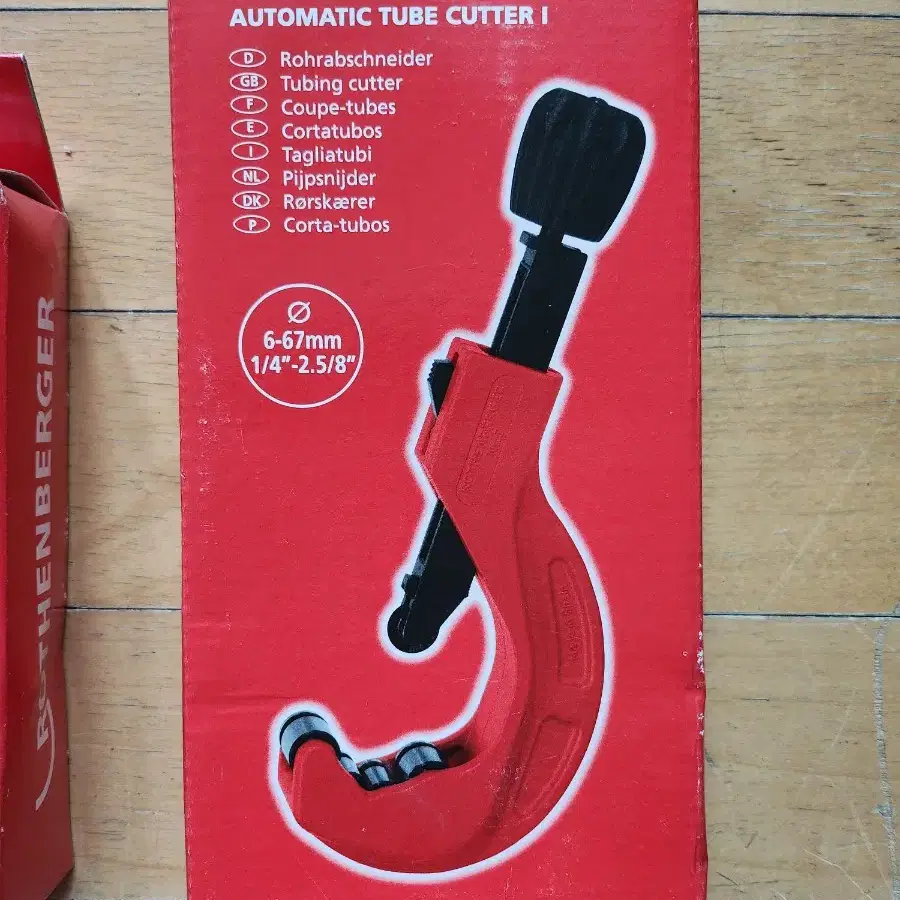 AUTOMATIC TUBE CUTTER I
D Rohrabschneider
GB Tubing cutter
F Coupe-tubes
E Cortatubos
I Tagliatubi
NL Pijpsnijder
DK Rørskærer
P Corta-tubos
Ø
6-67mm
1/4"-2.5/8"
ROTHENBERGER